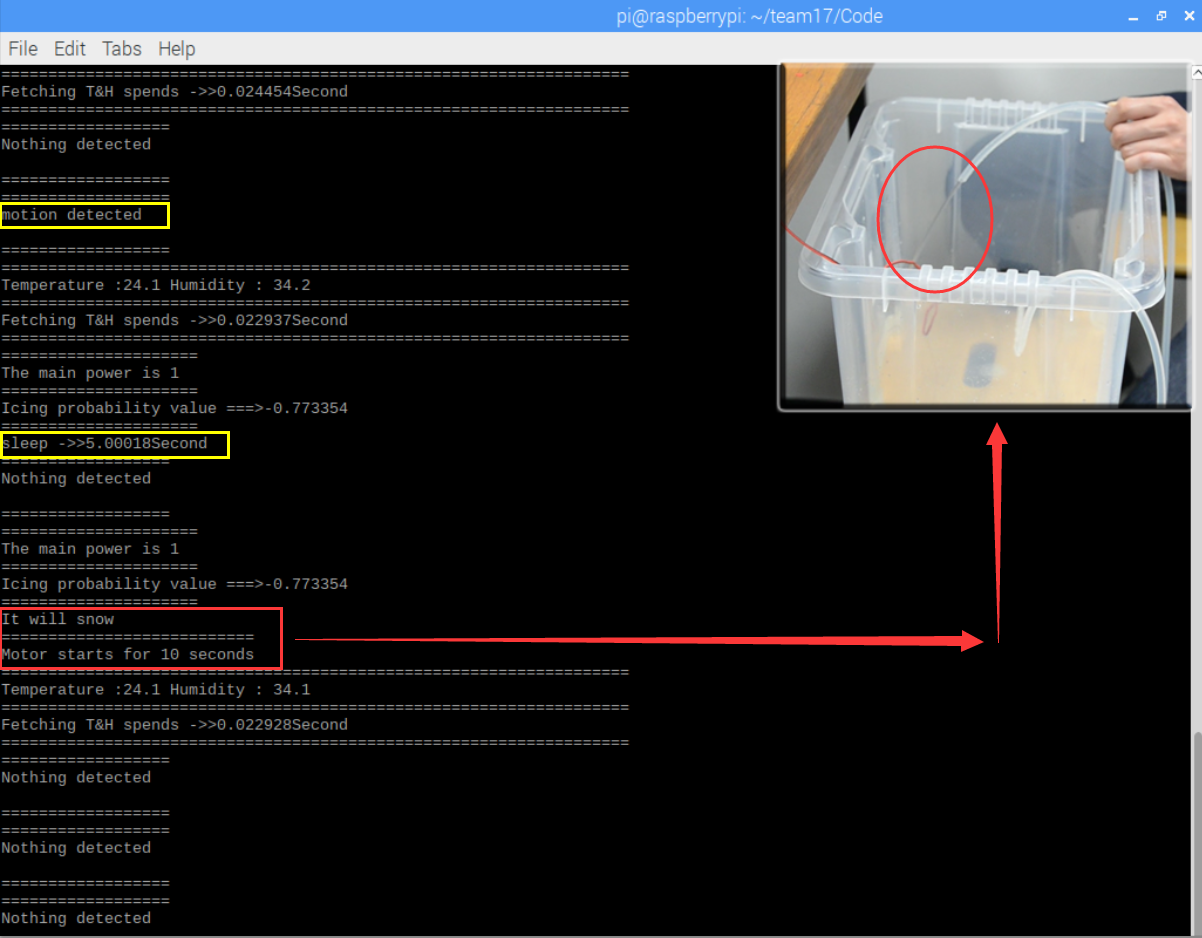 pi@raspberrypi: ~/team17/Code
File Edit Tabs Help
======================================================================
Fetching T&H spends ->>0.024454Second
===================================================================
==================
Nothing detected

==================
==================
motion detected

==================
===================================================================
Temperature :24.1 Humidity : 34.2
===================================================================
Fetching T&H spends ->>0.022937Second
===================================================================
=====================
The main power is 1
=====================
Icing probability value ===>-0.773354
=====================
sleep ->>5.00018Second
==================
Nothing detected

==================
=====================
The main power is 1
=====================
Icing probability value ===>-0.773354
=====================
It will snow
===========================
Motor starts for 10 seconds
===================================================================
Temperature :24.1 Humidity : 34.1
===================================================================
Fetching T&H spends ->>0.022928Second
===================================================================
==================
Nothing detected

==================
==================
Nothing detected

==================
==================
Nothing detected